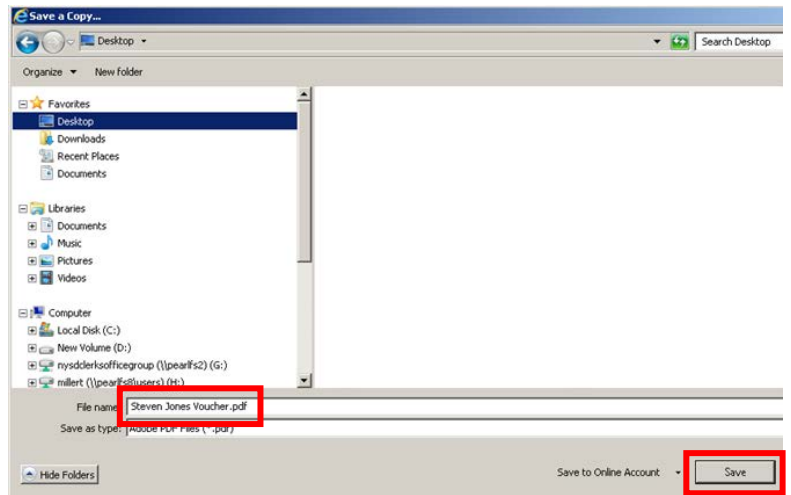 Save a Copy...
Desktop
Search Desktop
Organize
New folder
Favorites
Desktop
Downloads
Recent Places
Documents
Libraries
Documents
Music
Pictures
Videos
Computer
Local Disk (C:)
New Volume (D:)
nysdclerksofficegroup (\\pearlfs2) (G:)
millert (\\pearlfs8\users) (H:)
File name: Steven Jones Voucher.pdf
Save as type: Adobe PDF Files (*.pdf)
Hide Folders
Save to Online Account
Save